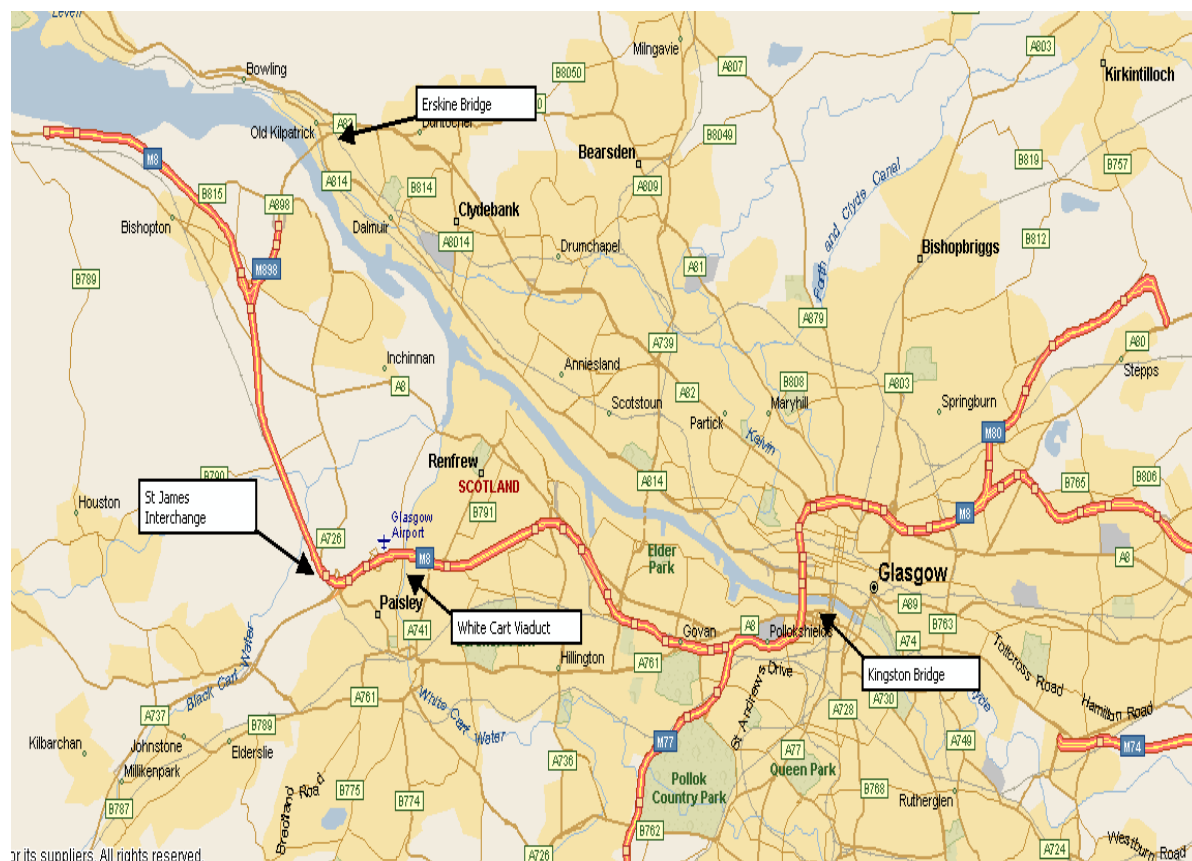 Milngavie
A807
A803
Kirkintilloch
Bowling
B8050
Erskine Bridge
Old Kilpatrick
B8049
M8
Bearsden
B819
B757
A809
A814
B814
B815
A898
Clydebank
Bishopton
Dalmuir
A8014
Drumchapel
Forth and Clyde Canal
Bishopbriggs
B812
M898
A81
B789
A879
A739
A80
Inchinnan
Anniesland
Stepps
A8
B808
A803
A82
Scotstoun
Partick
Maryhill
Springburn
M80
Kelvin
Renfrew
SCOTLAND
B790
A814
B765
B806
St James
Interchange
Houston
B791
M8
Glasgow
Airport
A726
M8
Elder
Park
A8
Glasgow
Paisley
White Cart Viaduct
A89
B763
A741
Govan
A8
Pollokshields
A74
Hillington
A761
Kingston Bridge
Tollcross Road
Black Cart Water
A761
White Cart
Water
St Andrews Drive
A730
A728
Clyde
Hamilton Road
A737
B789
Kilbarchan
Johnstone
Elderslie
M77
A77
A749
M74
Millikenpark
A736
Queen Park
Pollok
Country Park
B787
B775
B774
B768
Rutherglen
B762
A726
A724
Westburn Road
or its suppliers. All rights reserved